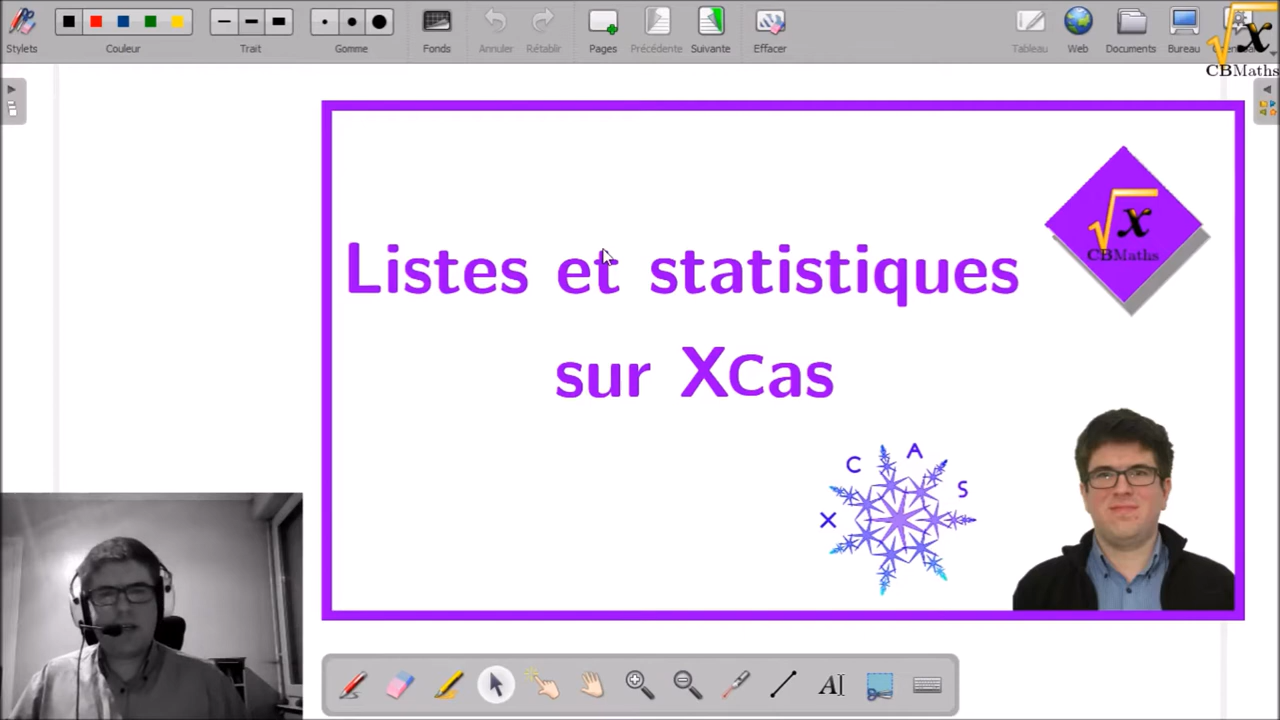 Stylets
Couleur
Trait
Gomme
Fonds
Annuler
Rétablir
Pages
Précédente
Suivante
Effacer
Tableau
Web
Documents
Bureau
x
CBMaths
x
CBMaths
Listes et statistiques
sur XCas
X C A S
AI